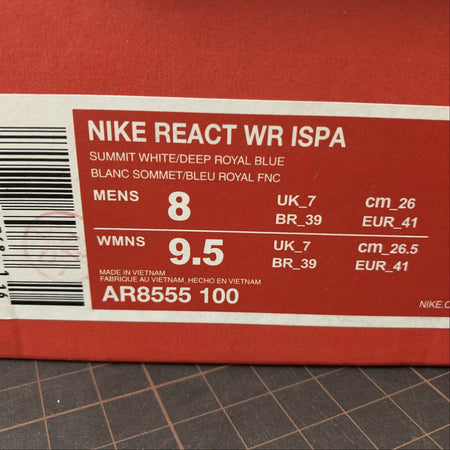 NIKE REACT WR ISPA
SUMMIT WHITE/DEEP ROYAL BLUE
BLANC SOMMET/BLEU ROYAL FNC
MENS 8 UK_7 cm_26
BR_39 EUR_41
WMNS 9.5 UK_7 cm_26.5
BR_39 EUR_41
MADE IN VIETNAM
FABRIQUE AU VIETNAM_HECHO EN VIETNAM
AR8555 100
NIKE.C